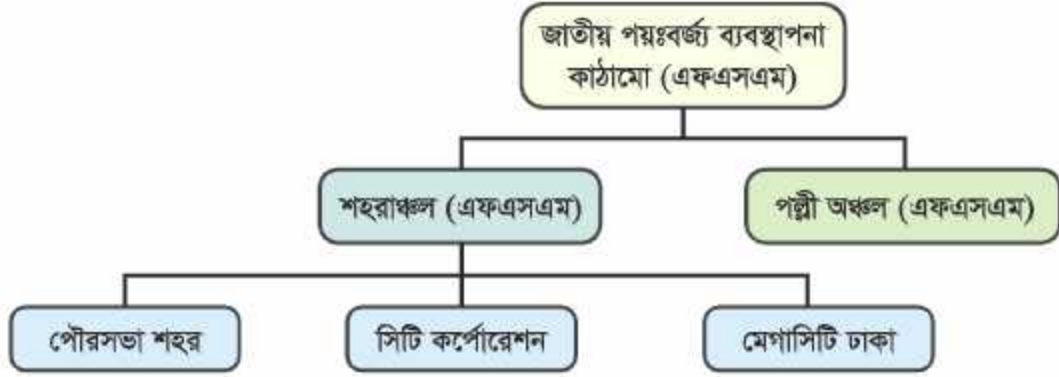 জাতীয় পয়ঃবর্জ্য ব্যবস্থাপনা
কাঠামো (এফএসএম)
শহরাঞ্চল (এফএসএম)
পল্লী অঞ্চল (এফএসএম)
পৌরসভা শহর
সিটি কর্পোরেশন
মেগাসিটি ঢাকা